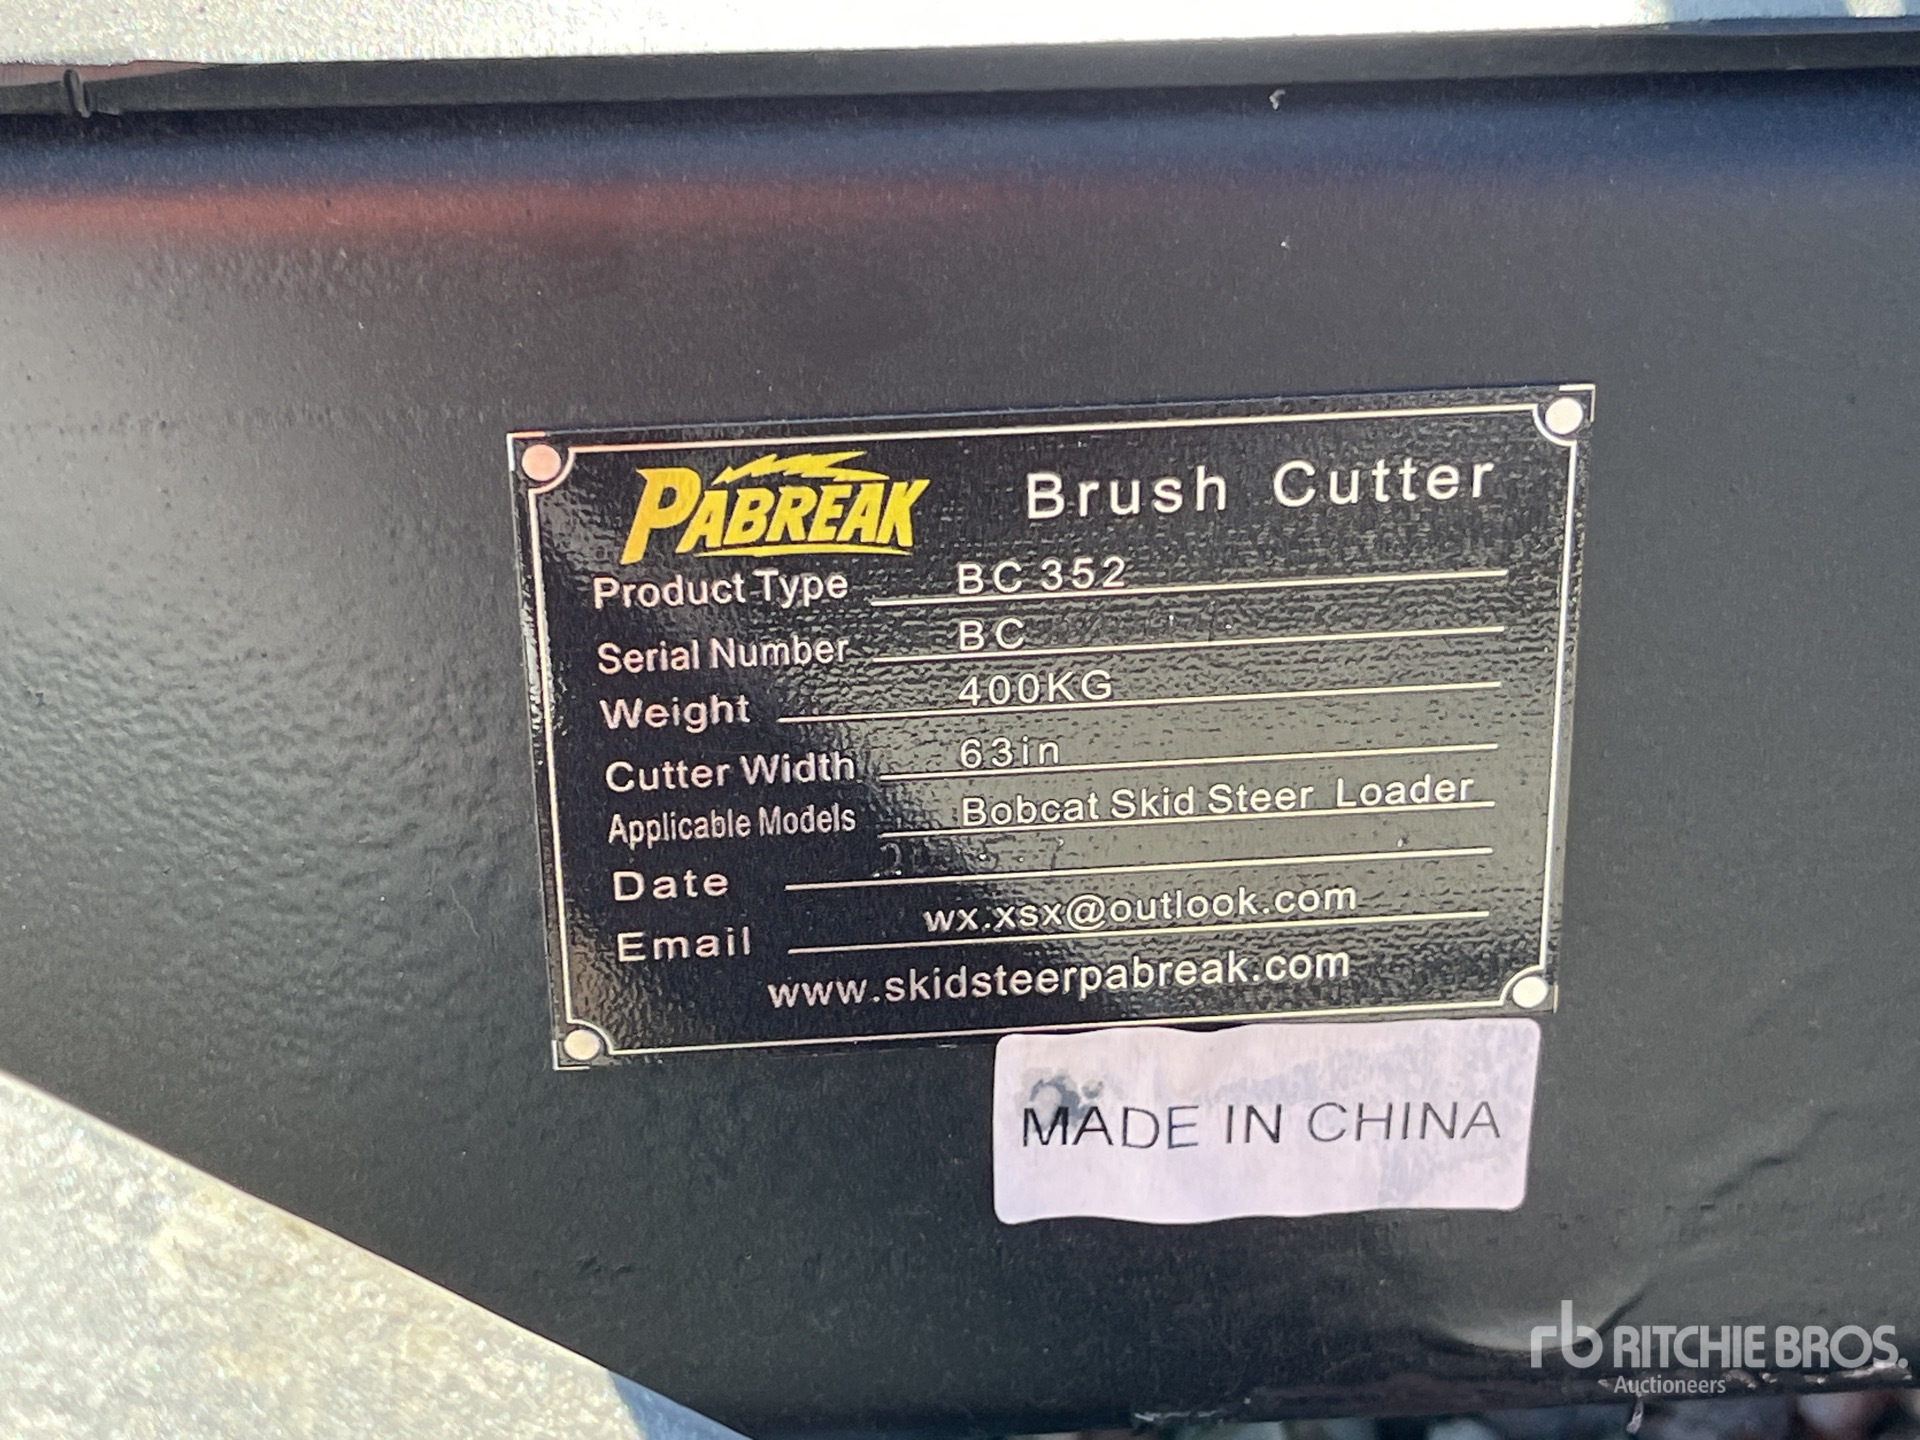 PABREAK Brush Cutter
Product Type BC 352
Serial Number BC
Weight 400KG
Cutter Width 63in
Applicable Models Bobcat Skid Steer Loader
Date
Email wx.xsx@outlook.com
www.skidsteerpabreak.com
MADE IN CHINA
rb RITCHIE BROS.
Auctioneers